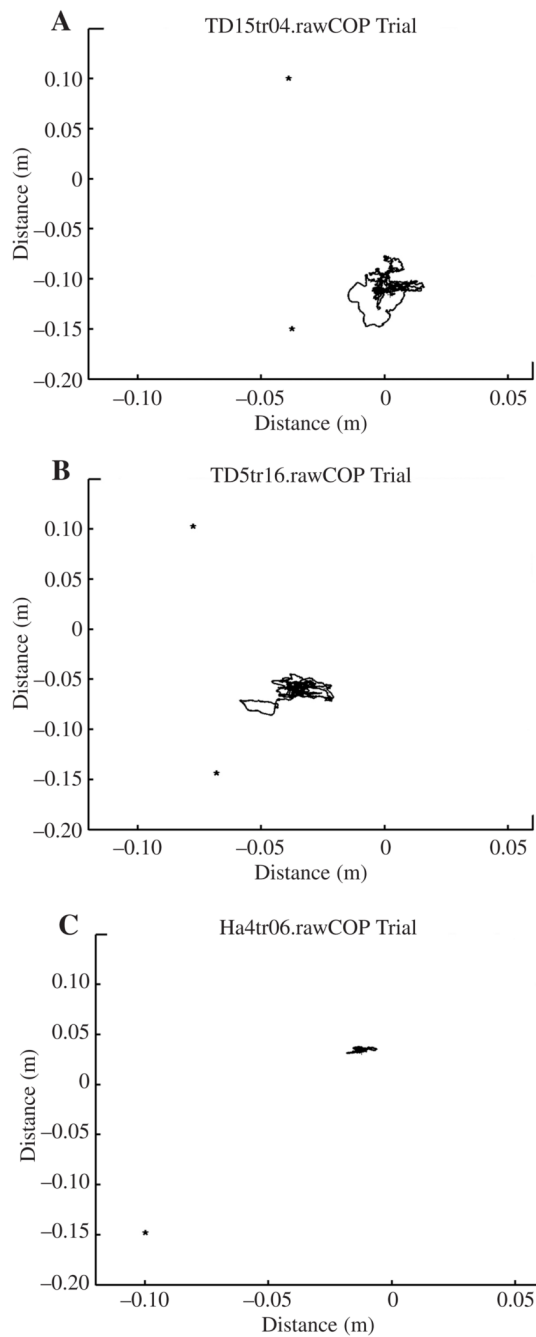 A
TD15tr04.rawCOP Trial
0.10
0.05
0
–0.05
–0.10
–0.15
–0.20
Distance (m)
–0.10
–0.05
0
0.05
Distance (m)
B
TD5tr16.rawCOP Trial
0.10
0.05
0
–0.05
–0.10
–0.15
–0.20
Distance (m)
–0.10
–0.05
0
0.05
Distance (m)
C
Ha4tr06.rawCOP Trial
0.10
0.05
0
–0.05
–0.10
–0.15
–0.20
Distance (m)
–0.10
–0.05
0
0.05
Distance (m)